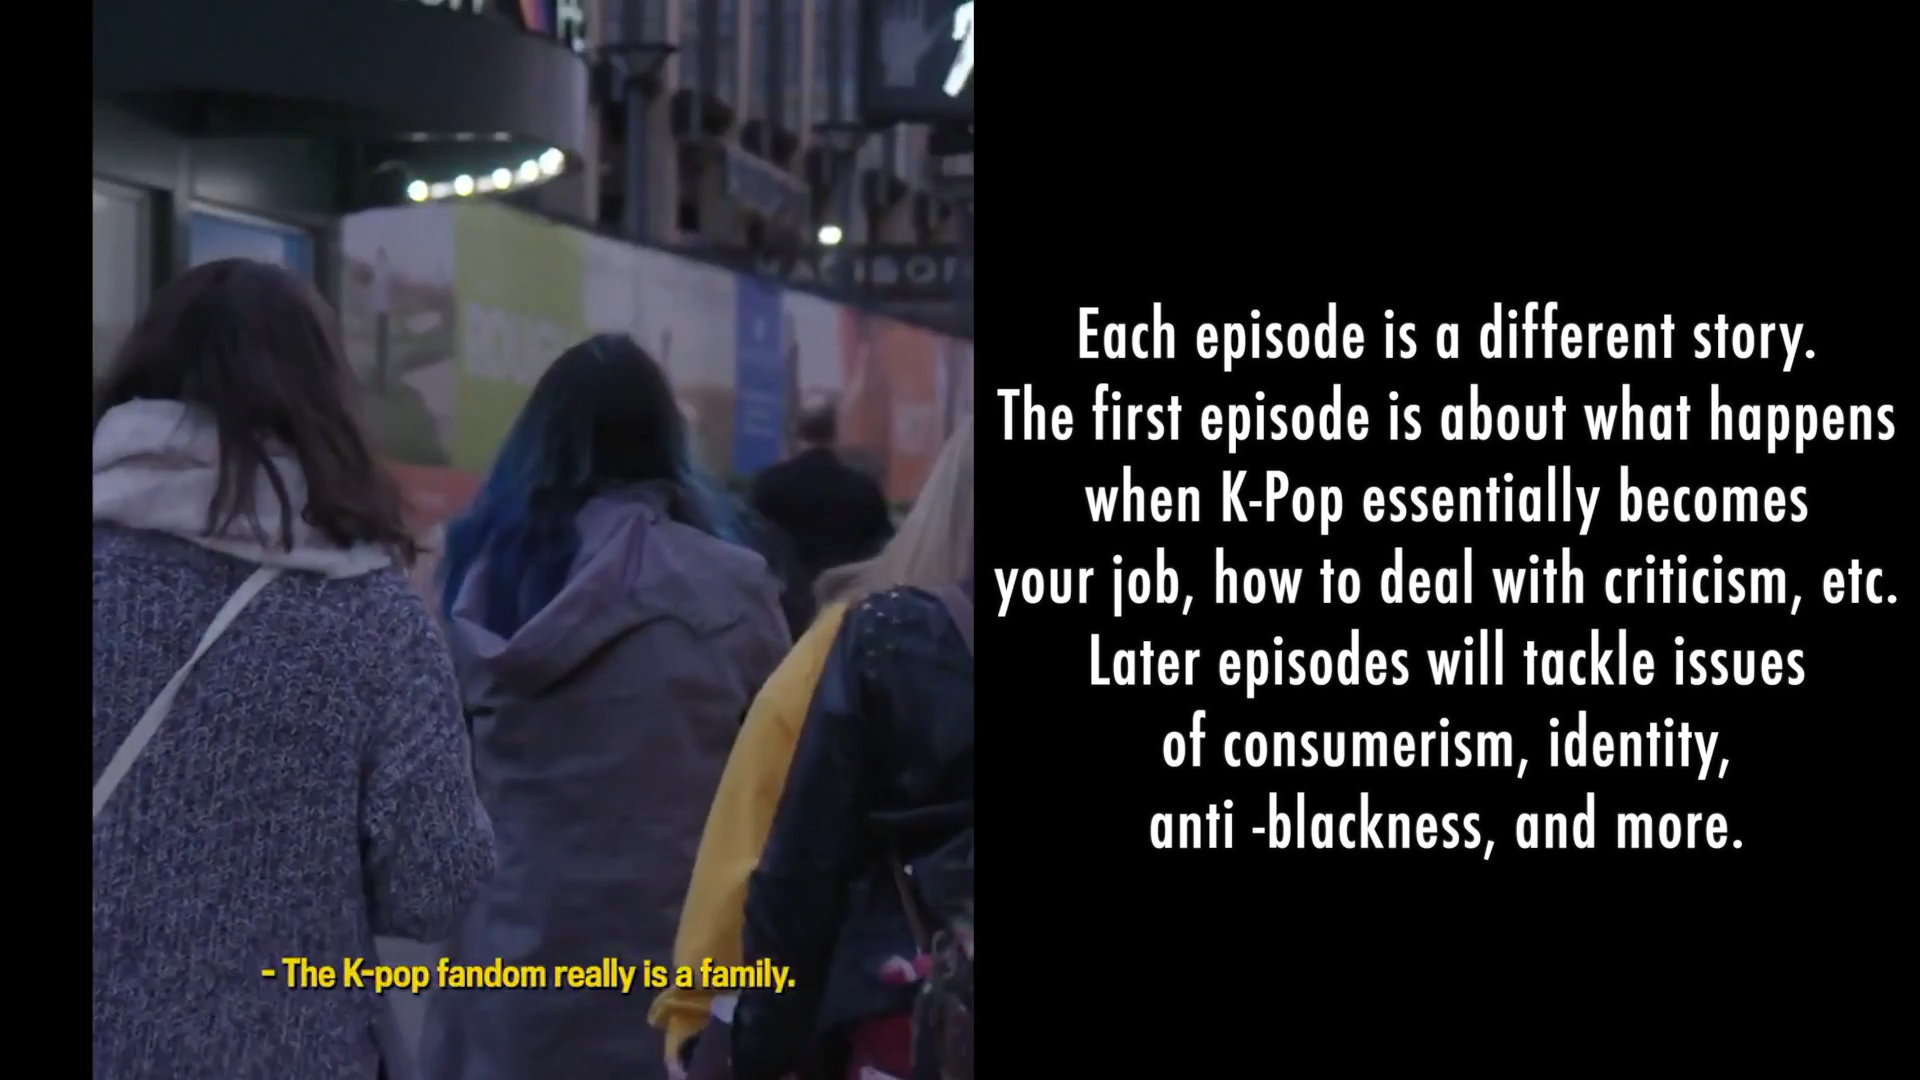 - The K-pop fandom really is a family.
Each episode is a different story.
The first episode is about what happens
when K-Pop essentially becomes
your job, how to deal with criticism, etc.
Later episodes will tackle issues
of consumerism, identity,
anti -blackness, and more.